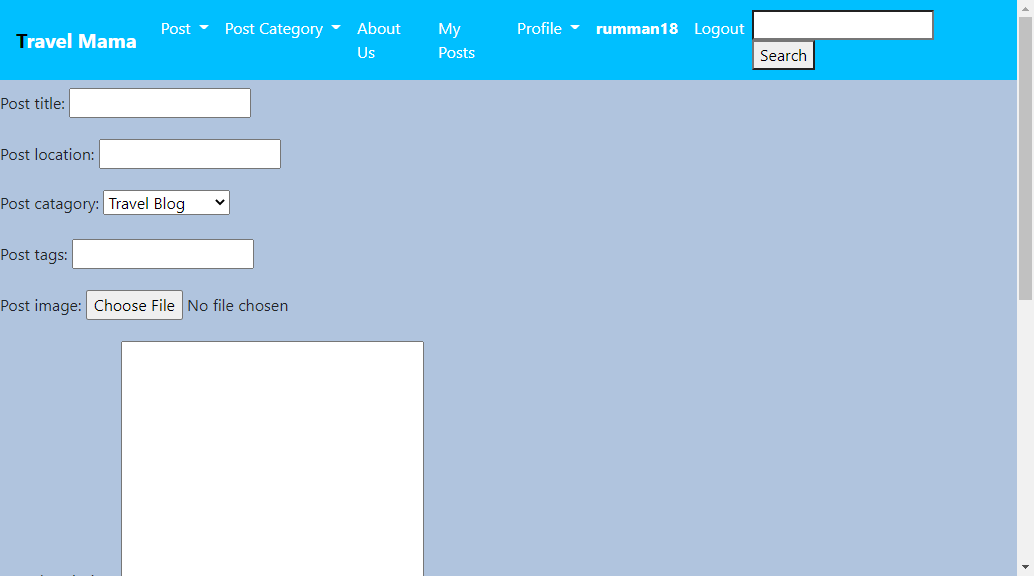 Travel Mama Post Post Category About Us My Posts Profile rumman18 Logout
Search
Post title:
Post location:
Post catagory: Travel Blog
Post tags:
Post image: Choose File No file chosen